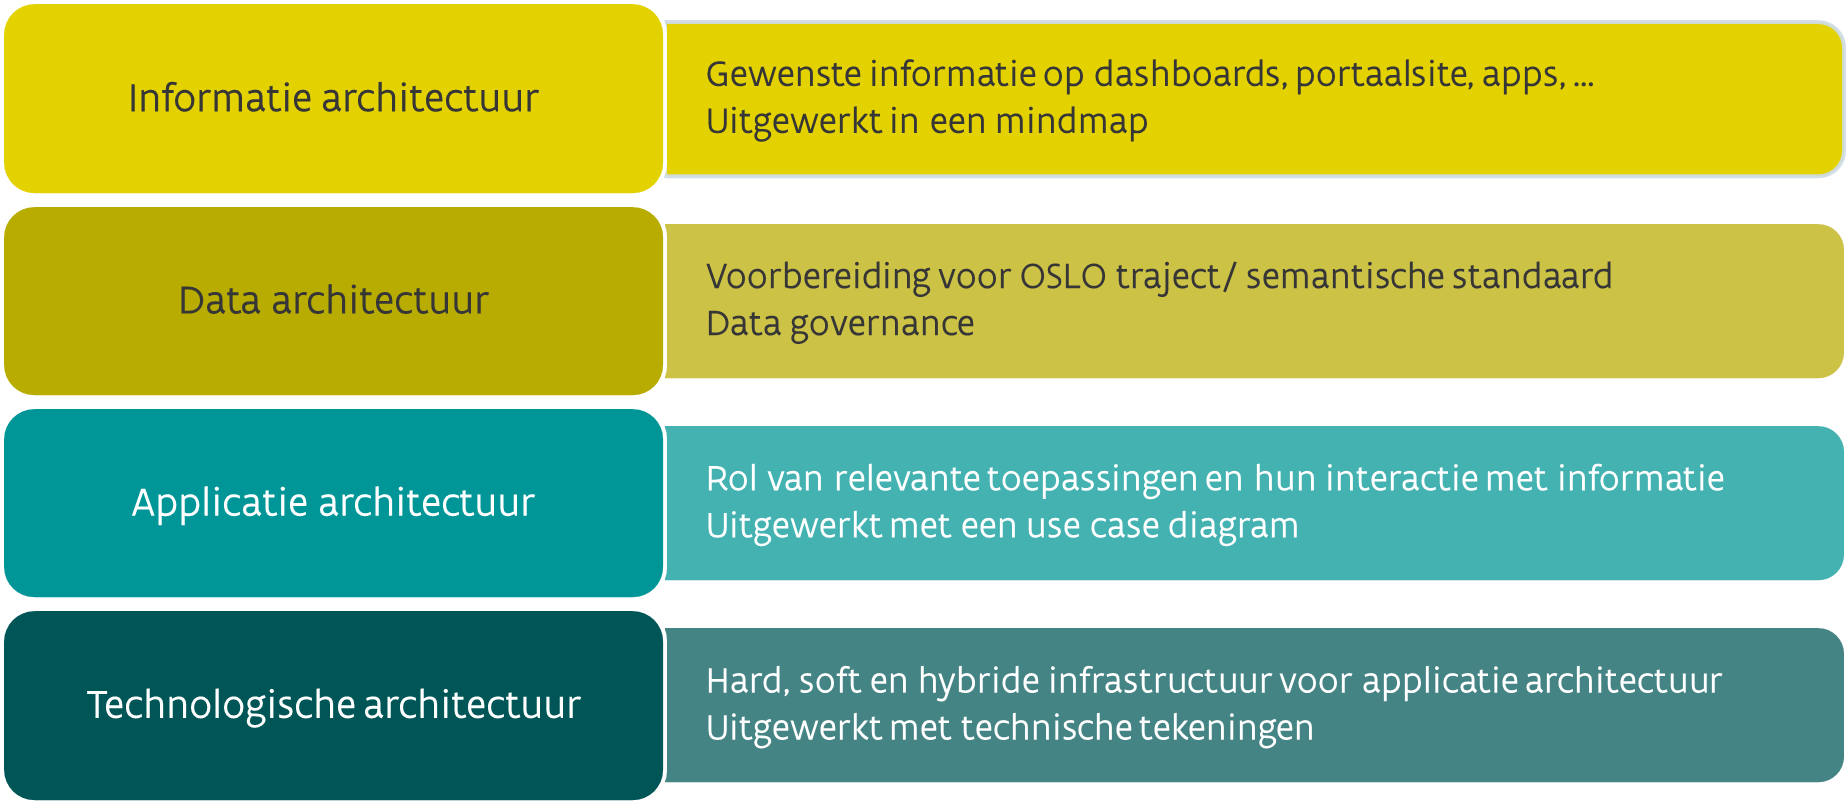 Informatie architectuur
Gewenste informatie op dashboards, portaalsite, apps, ...
Uitgewerkt in een mindmap
Data architectuur
Voorbereiding voor OSLO traject/ semantische standaard
Data governance
Applicatie architectuur
Rol van relevante toepassingen en hun interactie met informatie
Uitgewerkt met een use case diagram
Technologische architectuur
Hard, soft en hybride infrastructuur voor applicatie architectuur
Uitgewerkt met technische tekeningen